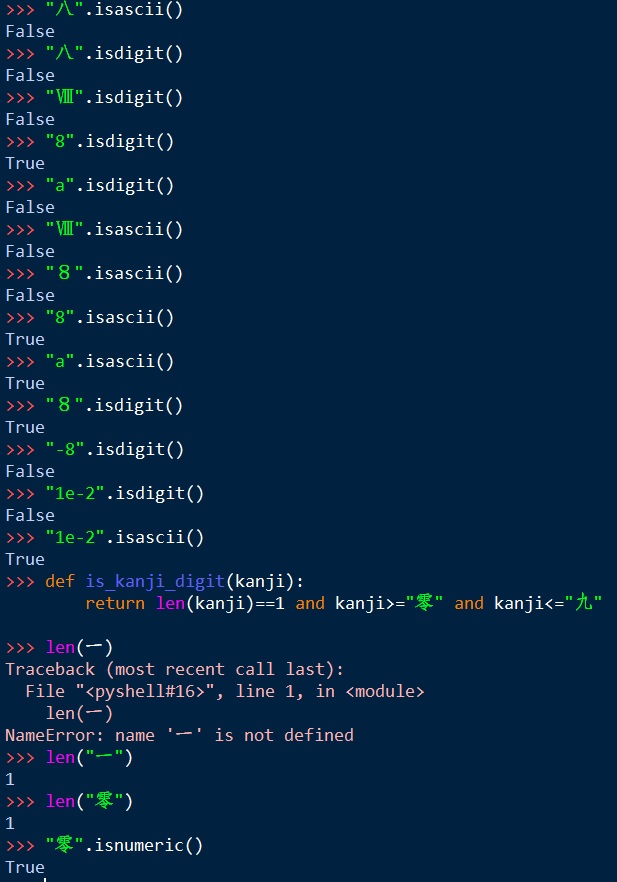 >>> "八".isascii()
False
>>> "八".isdigit()
False
>>> "Ⅷ".isdigit()
False
>>> "8".isdigit()
True
>>> "a".isdigit()
False
>>> "Ⅷ".isascii()
False
>>> "８".isascii()
False
>>> "8".isascii()
True
>>> "a".isascii()
True
>>> "８".isdigit()
True
>>> "-8".isdigit()
False
>>> "1e-2".isdigit()
False
>>> "1e-2".isascii()
True
>>> def is_kanji_digit(kanji):
        return len(kanji)==1 and kanji>="零" and kanji<="九"
>>> len(一)
Traceback (most recent call last):
  File "<pyshell#16>", line 1, in <module>
    len(一)
NameError: name '一' is not defined
>>> len("一")
1
>>> len("零")
1
>>> "零".isnumeric()
True